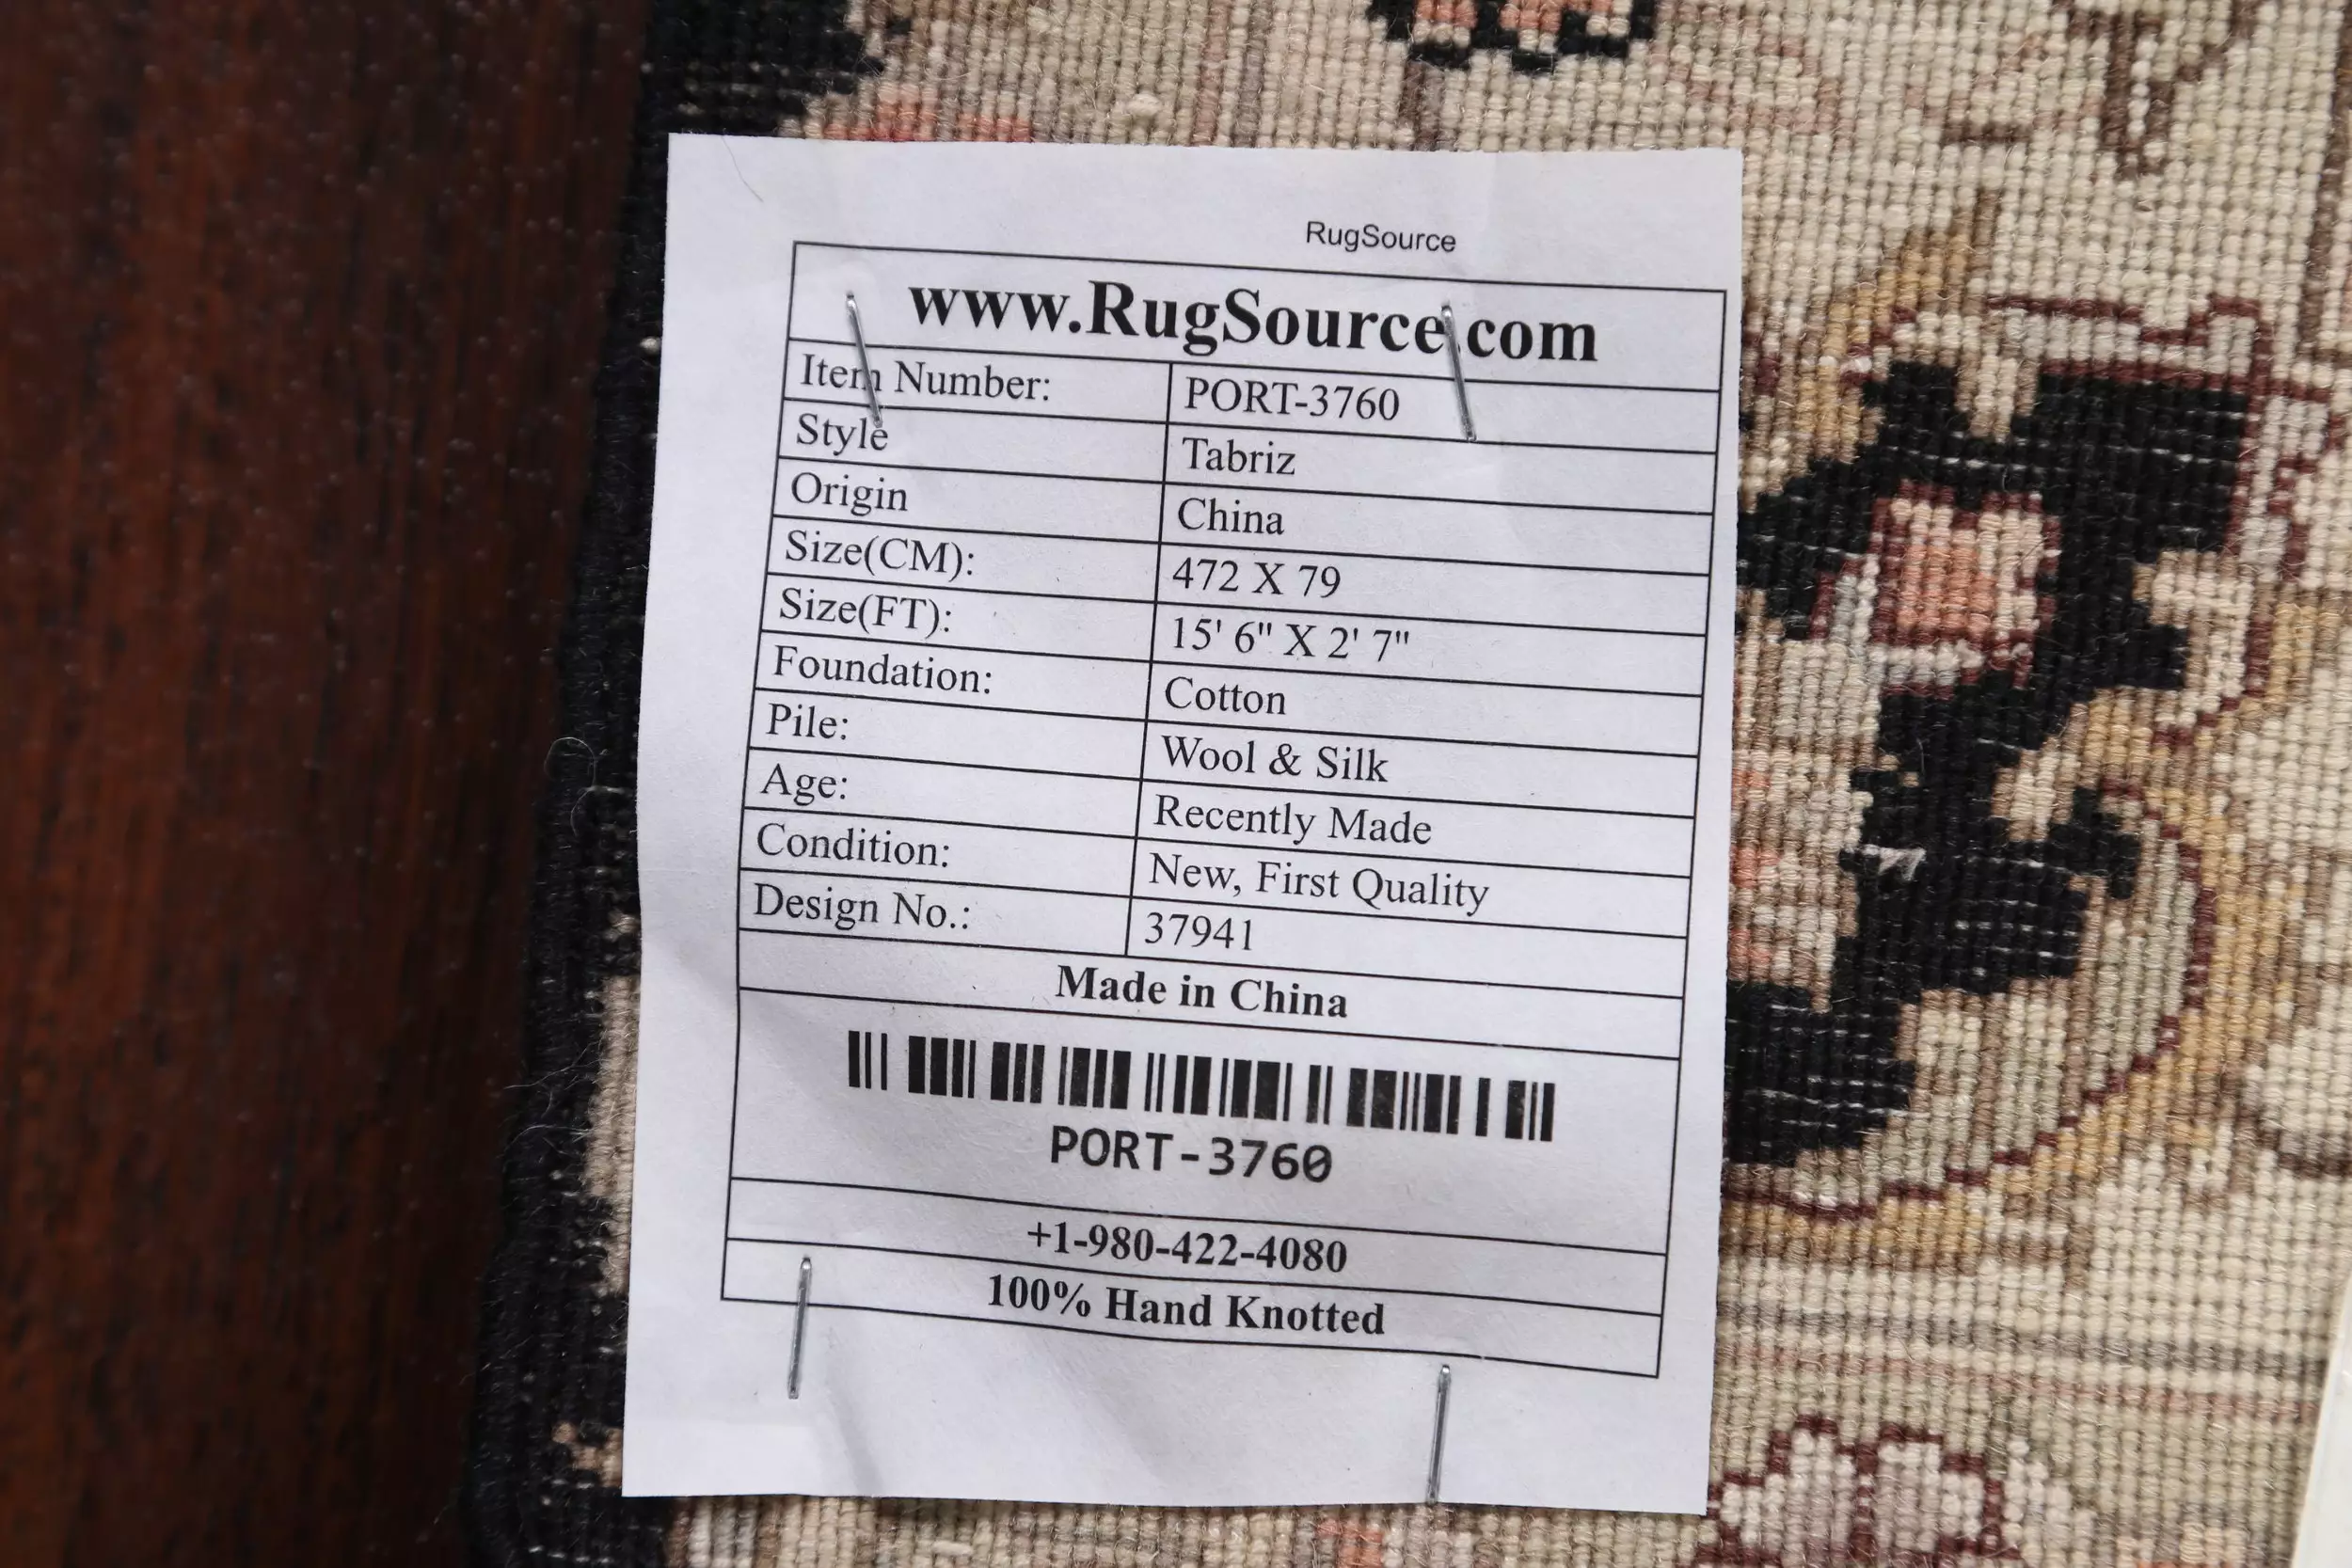 RugSource
www.RugSource.com
Item Number: PORT-3760
Style Tabriz
Origin China
Size(CM): 472 X 79
Size(FT): 15' 6" X 2' 7"
Foundation: Cotton
Pile: Wool & Silk
Age: Recently Made
Condition: New, First Quality
Design No.: 37941
Made in China
PORT-3760
+1-980-422-4080
100% Hand Knotted